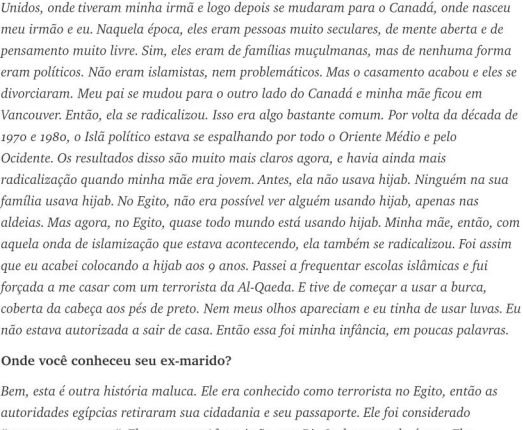 Unidos, onde tiveram minha irmã e logo depois se mudaram para o Canadá, onde nasceu
meu irmão e eu. Naquela época, eles eram pessoas muito seculares, de mente aberta e de
pensamento muito livre. Sim, eles eram de famílias muçulmanas, mas de nenhuma forma
eram políticos. Não eram islamistas, nem problemáticos. Mas o casamento acabou e eles se
divorciaram. Meu pai se mudou para o outro lado do Canadá e minha mãe ficou em
Vancouver. Então, ela se radicalizou. Isso era algo bastante comum. Por volta da década de
1970 e 1980, o Islã político estava se espalhando por todo o Oriente Médio e pelo
Ocidente. Os resultados disso são muito mais claros agora, e havia ainda mais
radicalização quando minha mãe era jovem. Antes, ela não usava hijab. Ninguém na sua
família usava hijab. No Egito, não era possível ver alguém usando hijab, apenas nas
aldeias. Mas agora, no Egito, quase todo mundo está usando hijab. Minha mãe, então, com
aquela onda de islamização que estava acontecendo, ela também se radicalizou. Foi assim
que eu acabei colocando a hijab aos 9 anos. Passei a frequentar escolas islâmicas e fui
forçada a me casar com um terrorista da Al-Qaeda. E tive de começar a usar a burca,
coberta da cabeça aos pés de preto. Nem meus olhos apareciam e eu tinha de usar luvas. Eu
não estava autorizada a sair de casa. Então essa foi minha infância, em poucas palavras.
Onde você conheceu seu ex-marido?
Bem, esta é outra história maluca. Ele era conhecido como terrorista no Egito, então as
autoridades egípcias retiraram sua cidadania e seu passaporte. Ele foi considerado